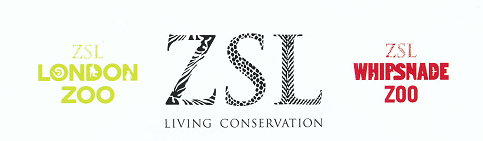 ZSL
LONDON
ZOO
ZSL
LIVING CONSERVATION
ZSL
WHIPSNADE
ZOO